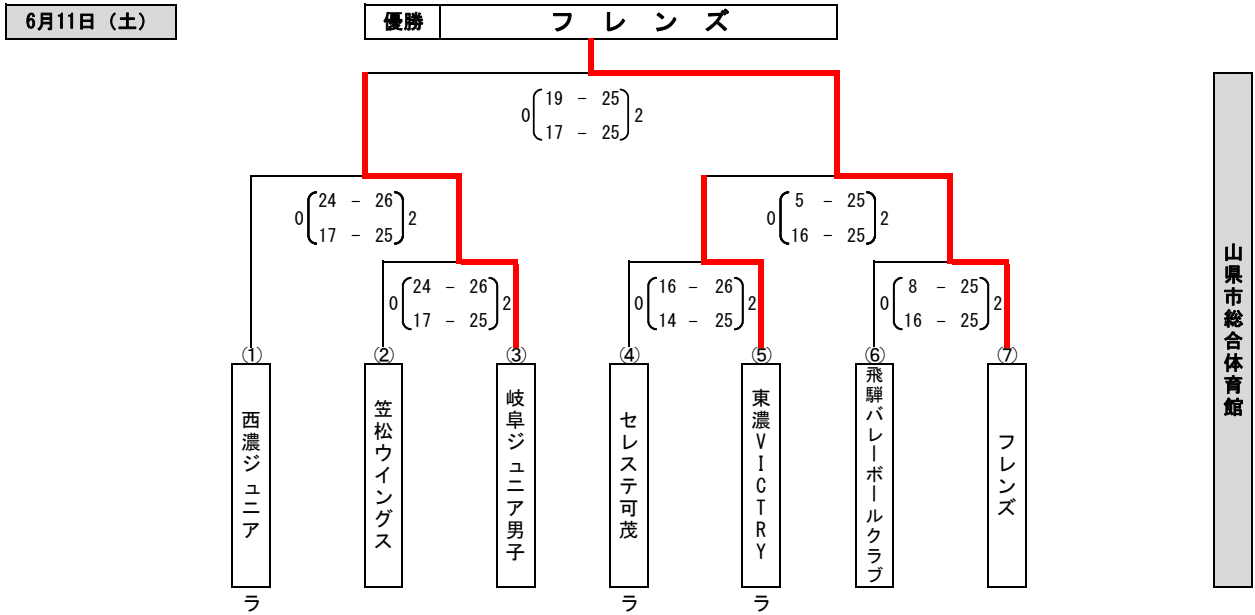 6月11日（土）
優勝 フレンズ
0 19 － 25 2
17 － 25
0 24 － 26 2
17 － 25
0 5 － 25 2
16 － 25
0 24 － 26 2
17 － 25
0 16 － 26 2
14 － 25
0 8 － 25 2
16 － 25
① ② ③ ④ ⑤ ⑥ ⑦
西濃ジュニア
笠松ウイングス
岐阜ジュニア男子
セレステ可茂
東濃VICTRY
飛騨バレーボールクラブ
フレンズ
ラ ラ ラ
山県市総合体育館